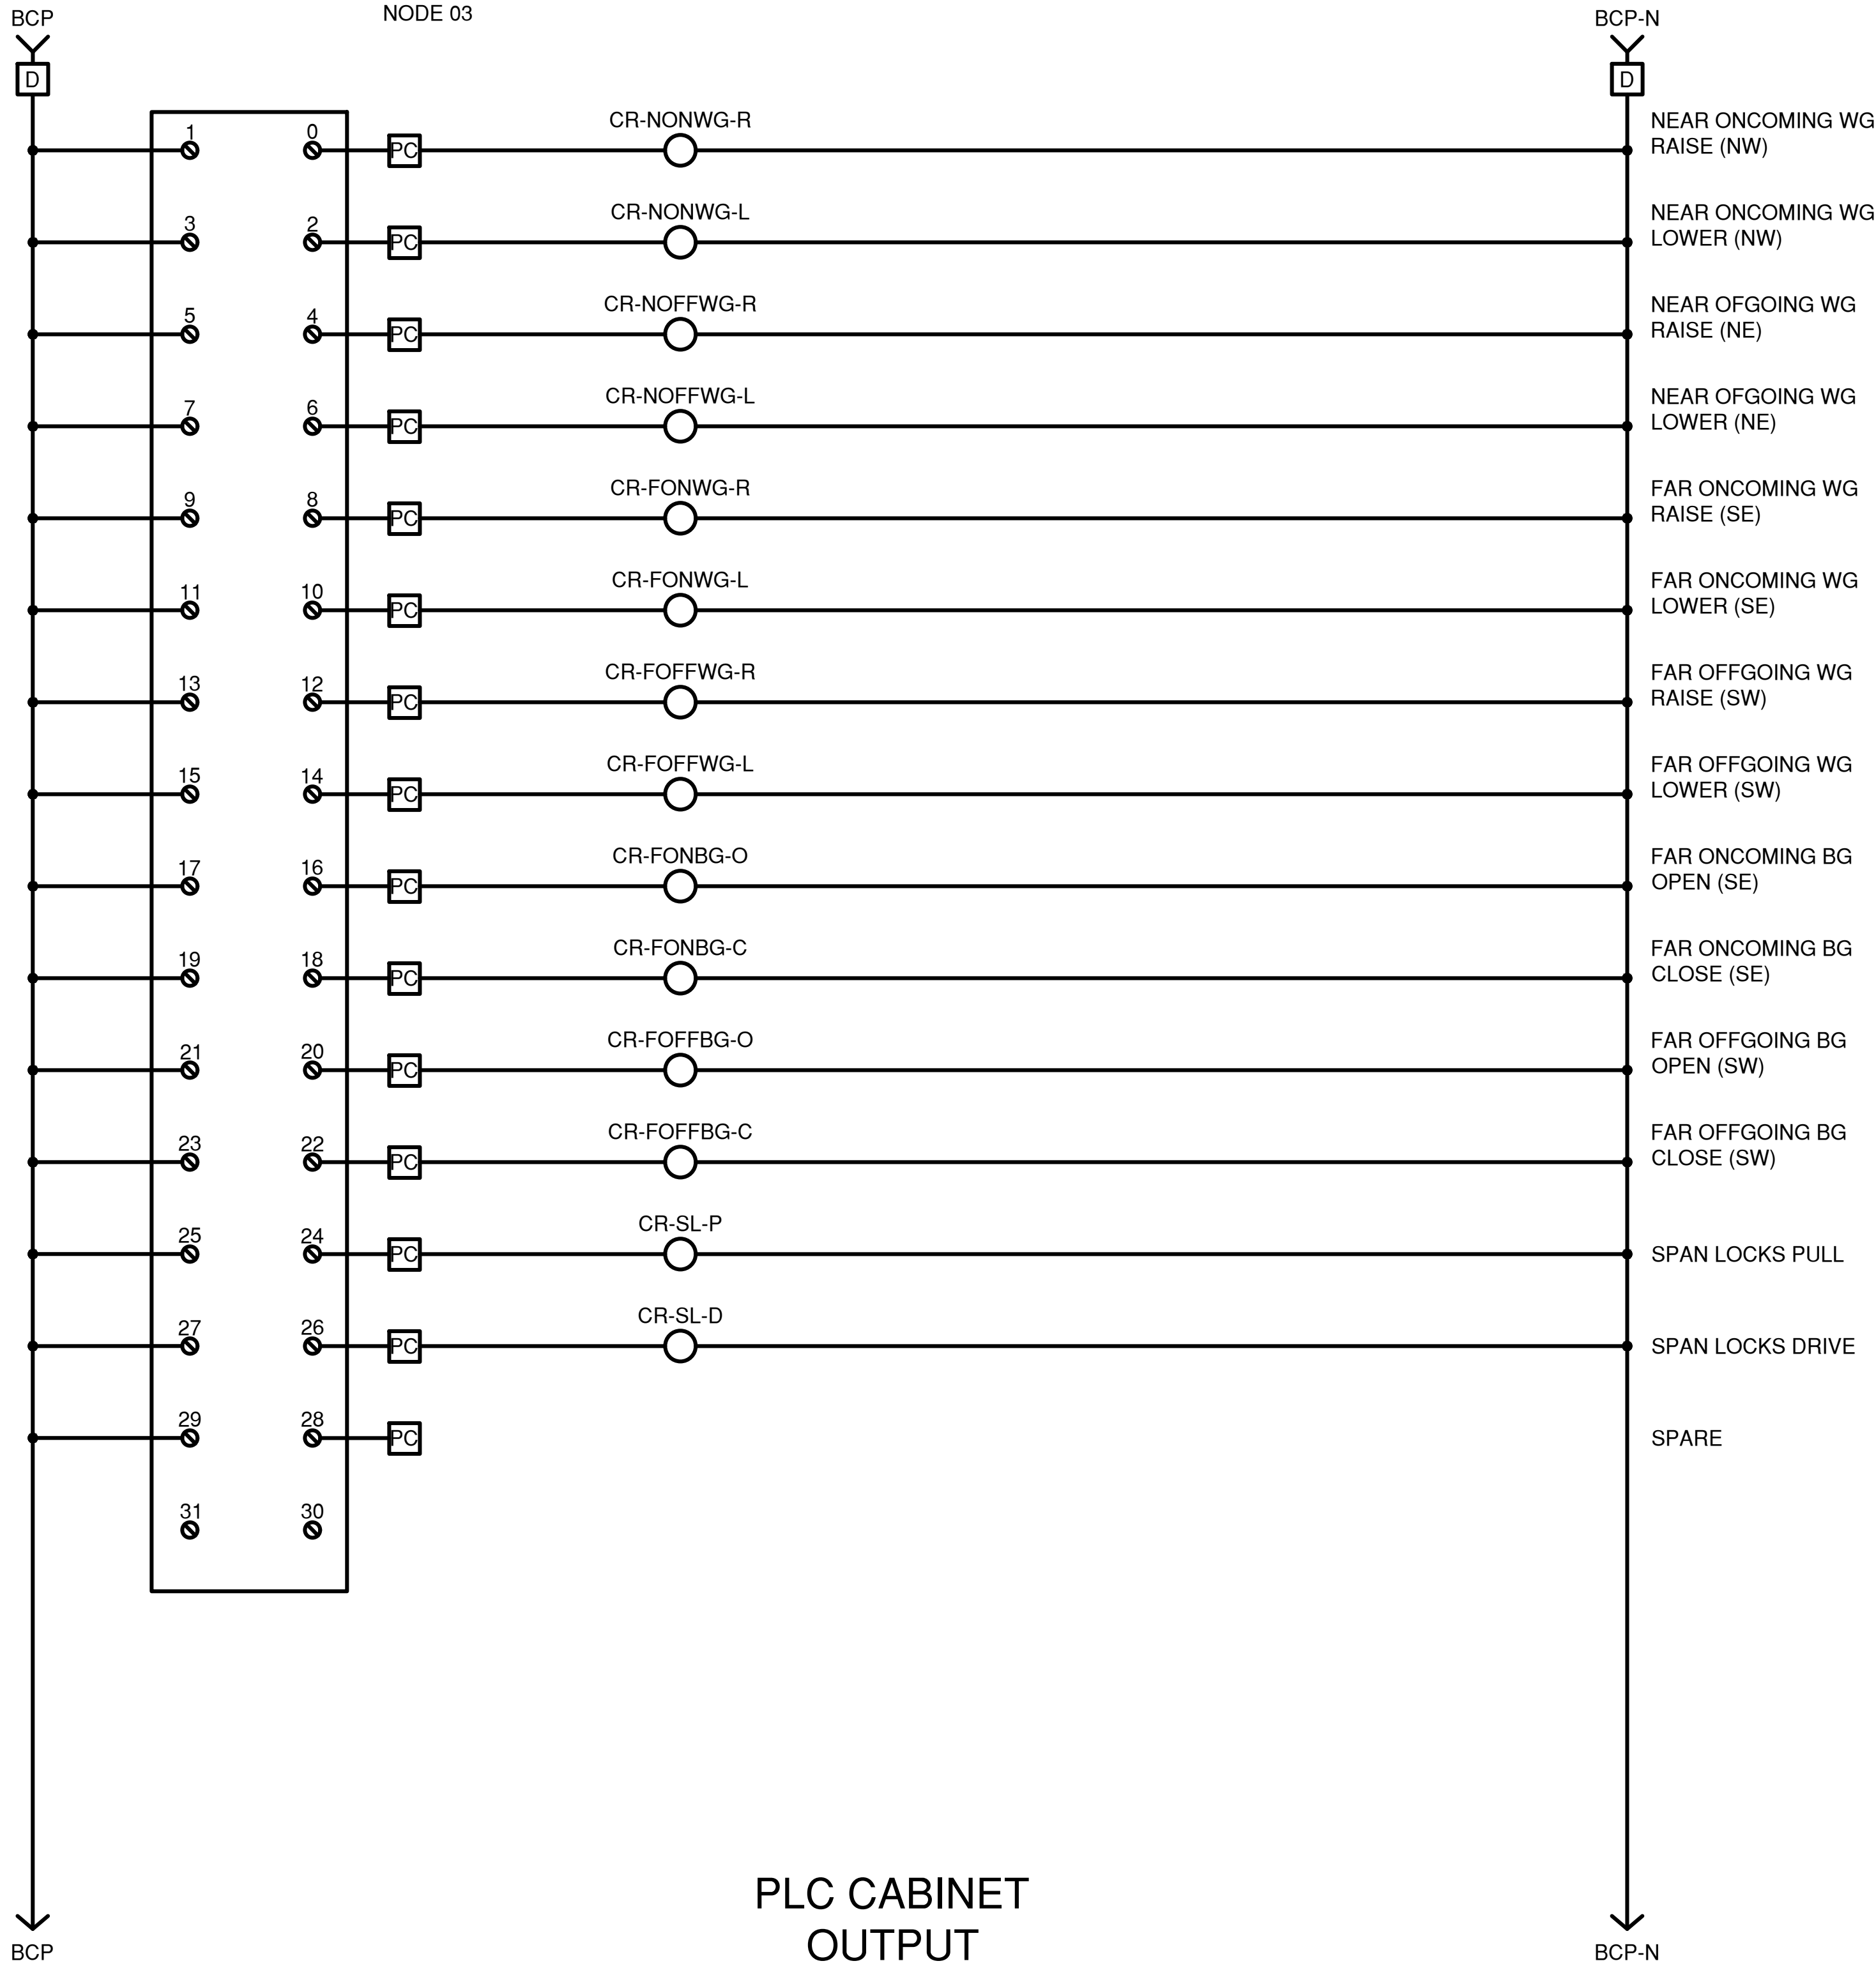 BCP
NODE 03
BCP-N
D
D
1
0
PC
CR-NONWG-R
NEAR ONCOMING WG
RAISE (NW)
3
2
PC
CR-NONWG-L
NEAR ONCOMING WG
LOWER (NW)
5
4
PC
CR-NOFFWG-R
NEAR OFGOING WG
RAISE (NE)
7
6
PC
CR-NOFFWG-L
NEAR OFGOING WG
LOWER (NE)
9
8
PC
CR-FONWG-R
FAR ONCOMING WG
RAISE (SE)
11
10
PC
CR-FONWG-L
FAR ONCOMING WG
LOWER (SE)
13
12
PC
CR-FOFFWG-R
FAR OFFGOING WG
RAISE (SW)
15
14
PC
CR-FOFFWG-L
FAR OFFGOING WG
LOWER (SW)
17
16
PC
CR-FONBG-O
FAR ONCOMING BG
OPEN (SE)
19
18
PC
CR-FONBG-C
FAR ONCOMING BG
CLOSE (SE)
21
20
PC
CR-FOFFBG-O
FAR OFFGOING BG
OPEN (SW)
23
22
PC
CR-FOFFBG-C
FAR OFFGOING BG
CLOSE (SW)
25
24
PC
CR-SL-P
SPAN LOCKS PULL
27
26
PC
CR-SL-D
SPAN LOCKS DRIVE
29
28
PC
SPARE
31
30
PLC CABINET
OUTPUT
BCP
BCP-N